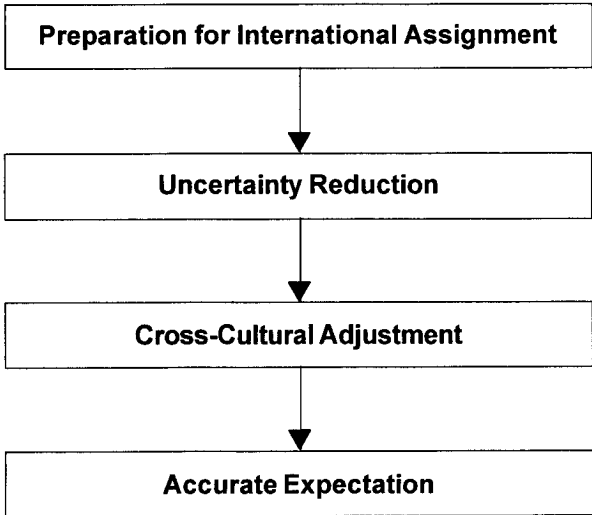 Preparation for International Assignment
Uncertainty Reduction
Cross-Cultural Adjustment
Accurate Expectation